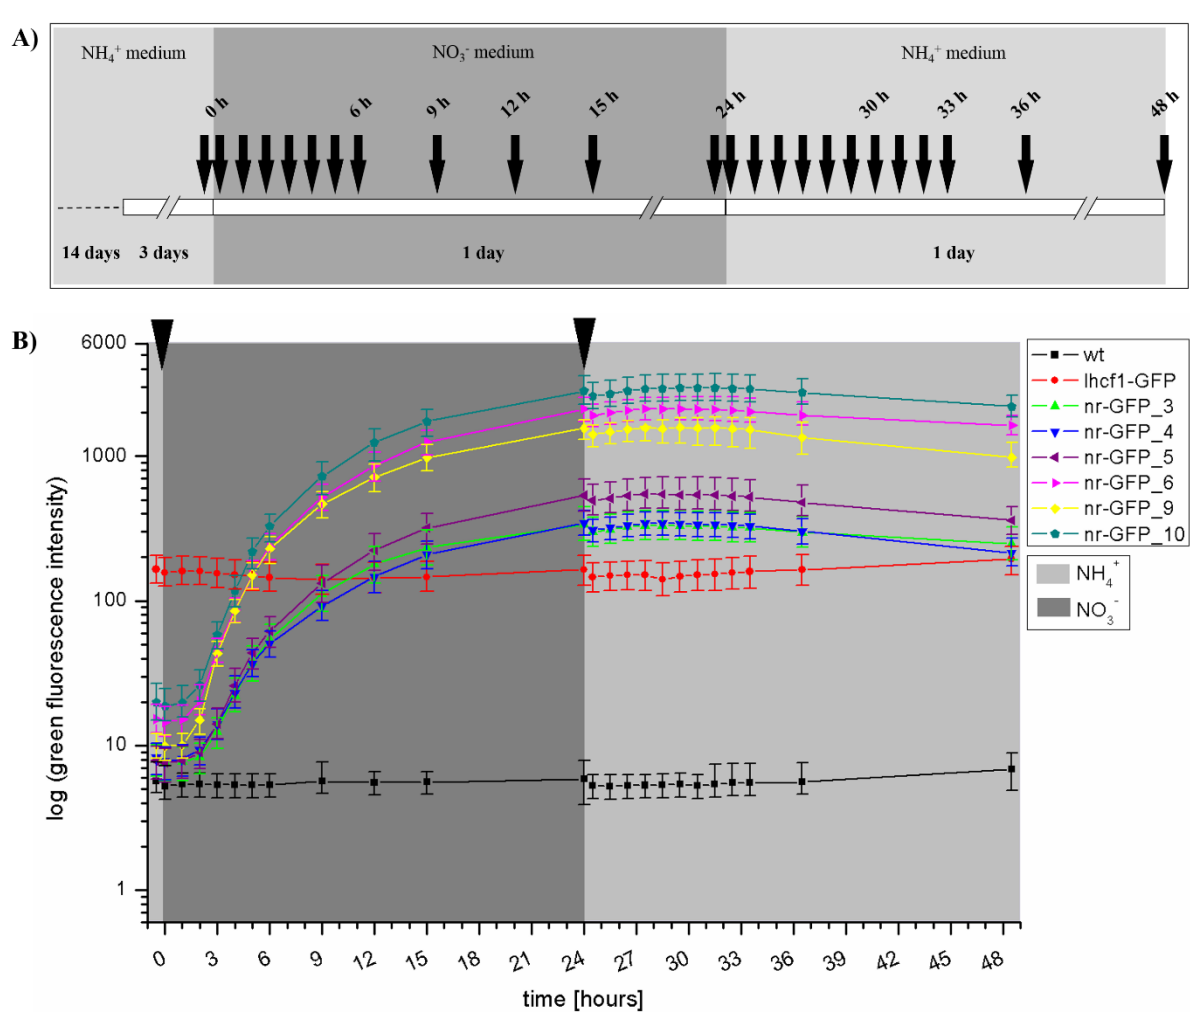 A)
NH₄⁺ medium NO₃⁻ medium NH₄⁺ medium
0 h 6 h 9 h 12 h 15 h 24 h 30 h 33 h 36 h 48 h
14 days 3 days 1 day 1 day
B)
6000
1000
100
10
1
log (green fluorescence intensity)
0 3 6 9 12 15 18 21 24 27 30 33 36 39 42 45 48
time [hours]
wt
lhcf1-GFP
nr-GFP_3
nr-GFP_4
nr-GFP_5
nr-GFP_6
nr-GFP_9
nr-GFP_10
NH₄⁺
NO₃⁻